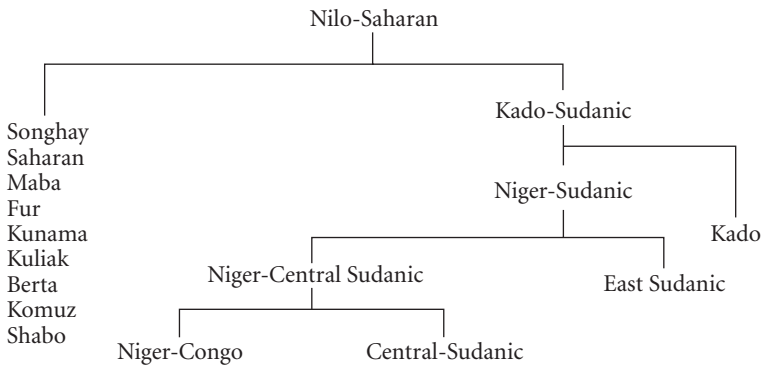 Nilo-Saharan
Kado-Sudanic
Songhay
Saharan
Maba
Fur
Kunama
Kuliak
Berta
Komuz
Shabo
Niger-Sudanic
Kado
Niger-Central Sudanic
East Sudanic
Niger-Congo
Central-Sudanic